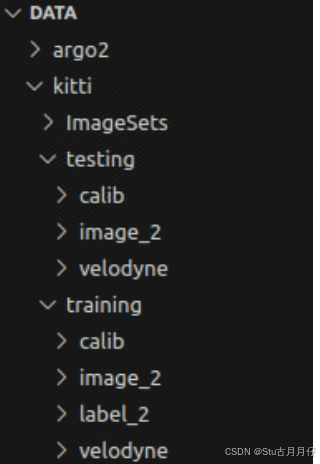 DATA
argo2
kitti
ImageSets
testing
calib
image_2
velodyne
training
calib
image_2
label_2
velodyne
CSDN @Stu古月月仔